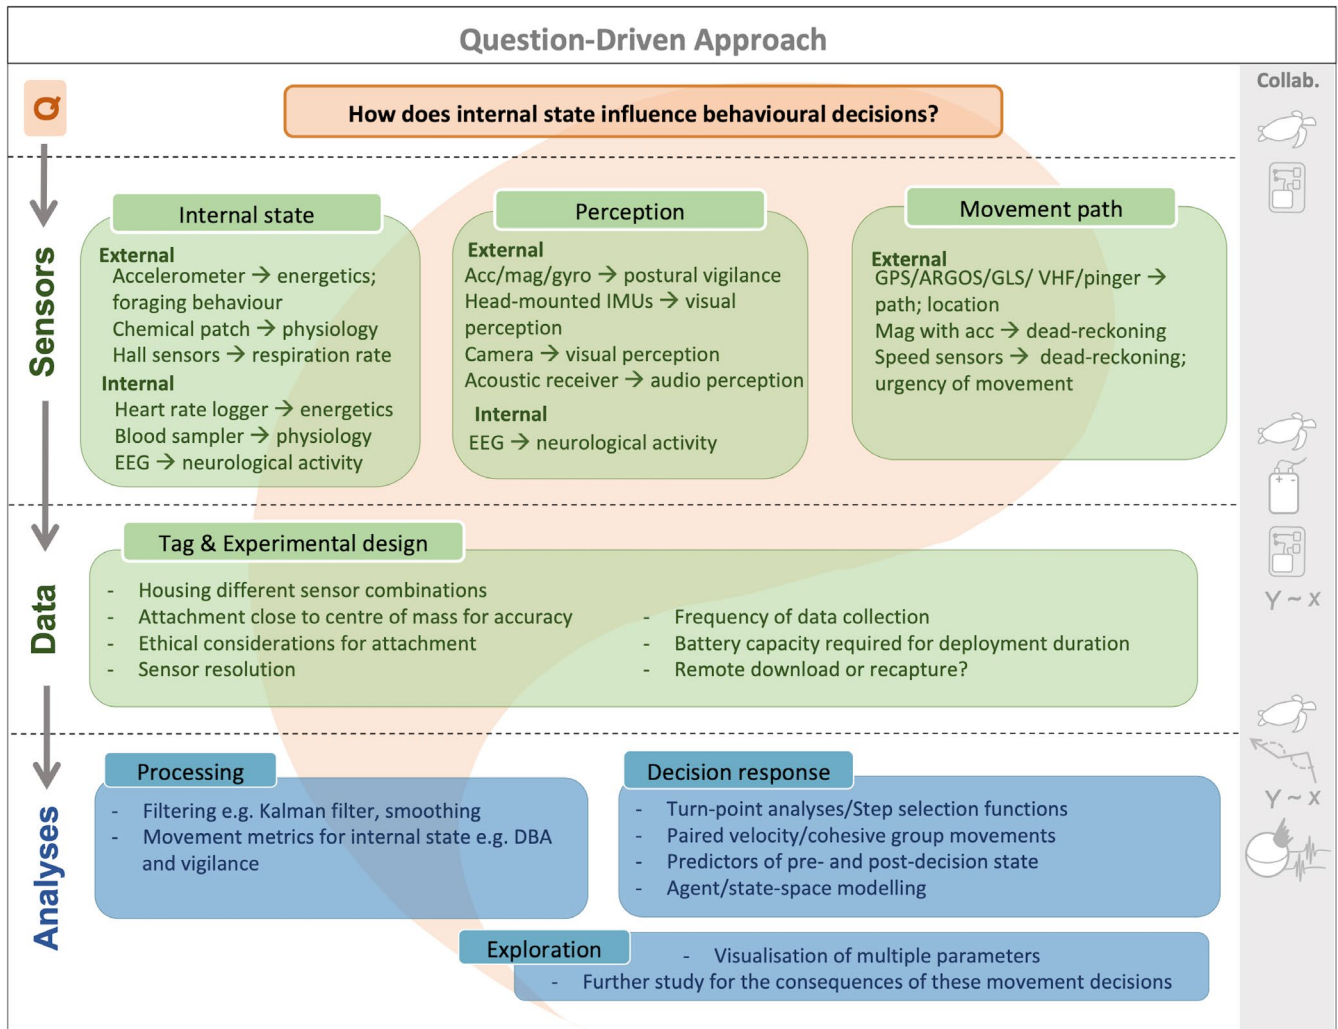 Question-Driven Approach
Collab.
Q
How does internal state influence behavioural decisions?
Sensors
Internal state
External
Accelerometer → energetics;
foraging behaviour
Chemical patch → physiology
Hall sensors → respiration rate
Internal
Heart rate logger → energetics
Blood sampler → physiology
EEG → neurological activity
Perception
External
Acc/mag/gyro → postural vigilance
Head-mounted IMUs → visual
perception
Camera → visual perception
Acoustic receiver → audio perception
Internal
EEG → neurological activity
Movement path
External
GPS/ARGOS/GLS/ VHF/pinger →
path; location
Mag with acc → dead-reckoning
Speed sensors → dead-reckoning;
urgency of movement
Data
Tag & Experimental design
- Housing different sensor combinations
- Attachment close to centre of mass for accuracy
- Ethical considerations for attachment
- Sensor resolution
- Frequency of data collection
- Battery capacity required for deployment duration
- Remote download or recapture?
Y ~ X
Analyses
Processing
- Filtering e.g. Kalman filter, smoothing
- Movement metrics for internal state e.g. DBA
and vigilance
Decision response
- Turn-point analyses/Step selection functions
- Paired velocity/cohesive group movements
- Predictors of pre- and post-decision state
- Agent/state-space modelling
Y ~ X
Exploration
- Visualisation of multiple parameters
- Further study for the consequences of these movement decisions